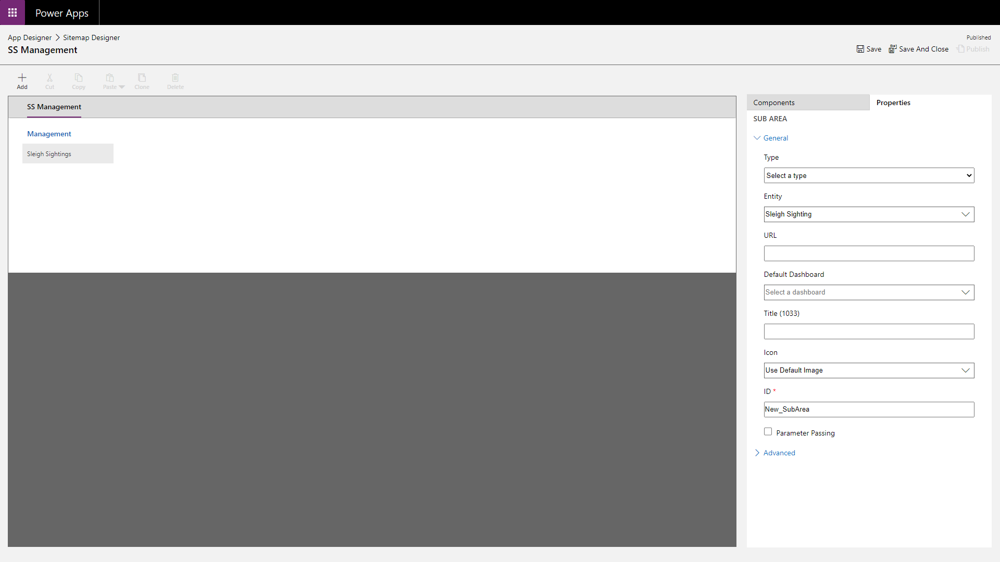 Power Apps
App Designer > Sitemap Designer
SS Management
Published
Save
Save And Close
Publish
Add
Cut
Copy
Paste
Clone
Delete
SS Management
Management
Sleigh Sightings
Components
Properties
SUB AREA
General
Type
Select a type
Entity
Sleigh Sighting
URL
Default Dashboard
Select a dashboard
Title (1033)
Icon
Use Default Image
ID *
New_SubArea
Parameter Passing
Advanced